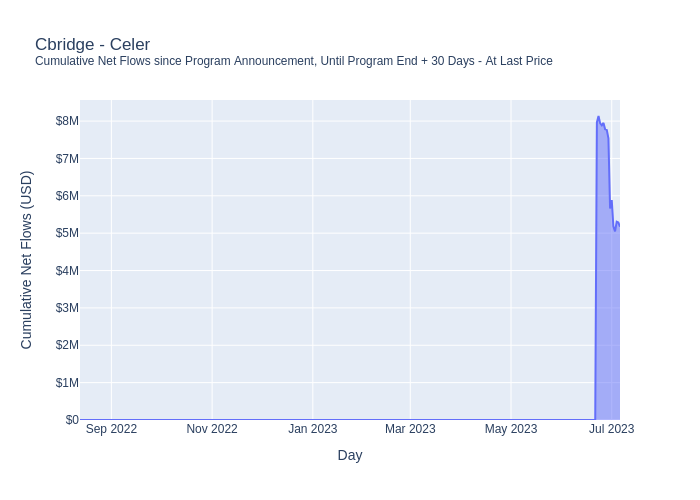 Cbridge - Celer
Cumulative Net Flows since Program Announcement, Until Program End + 30 Days - At Last Price
Cumulative Net Flows (USD)
$8M
$7M
$6M
$5M
$4M
$3M
$2M
$1M
$0
Sep 2022 Nov 2022 Jan 2023 Mar 2023 May 2023 Jul 2023
Day